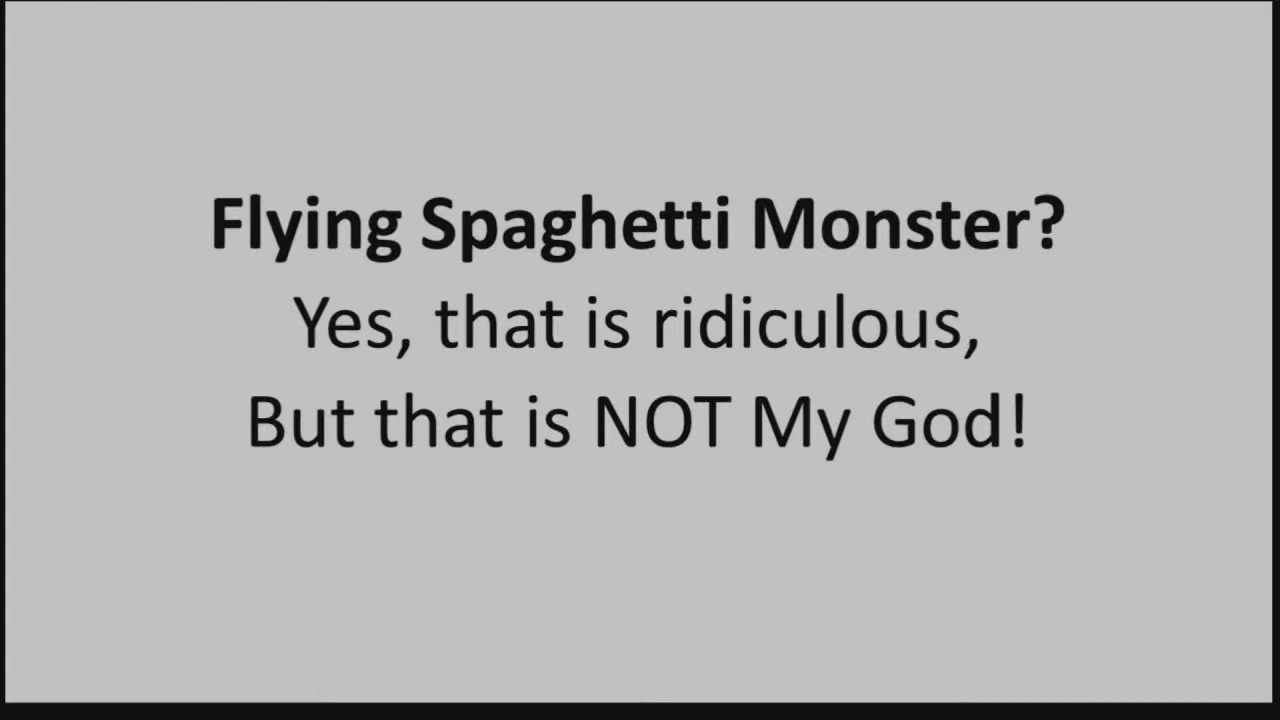 Flying Spaghetti Monster?
Yes, that is ridiculous,
But that is NOT My God!